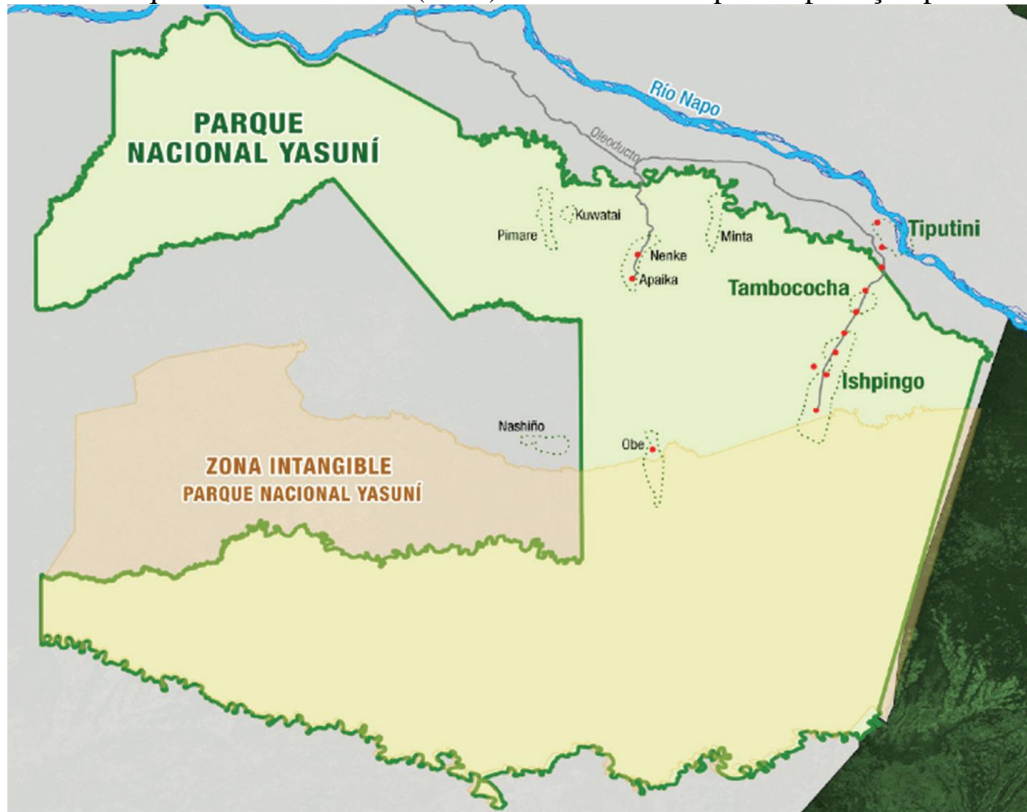 Río Napo
PARQUE
NACIONAL YASUNÍ
Oleoducto
Kuwatai
Pimare
Minta
Tiputini
Nenke
Apaika
Tambococha
Ishpingo
Nashiño
Obe
ZONA INTANGIBLE
PARQUE NACIONAL YASUNÍ